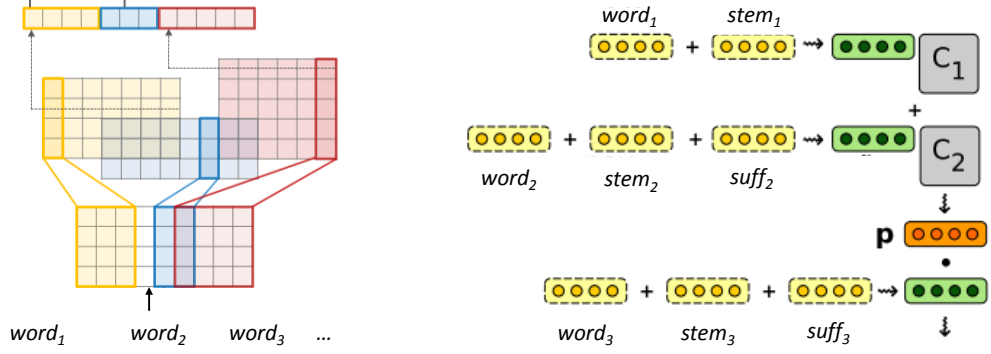 word₁ word₂ word₃ ...
word₁ stem₁
+ C₁
+
+ + C₂
word₂ stem₂ suff₂
p
+ +
word₃ stem₃ suff₃